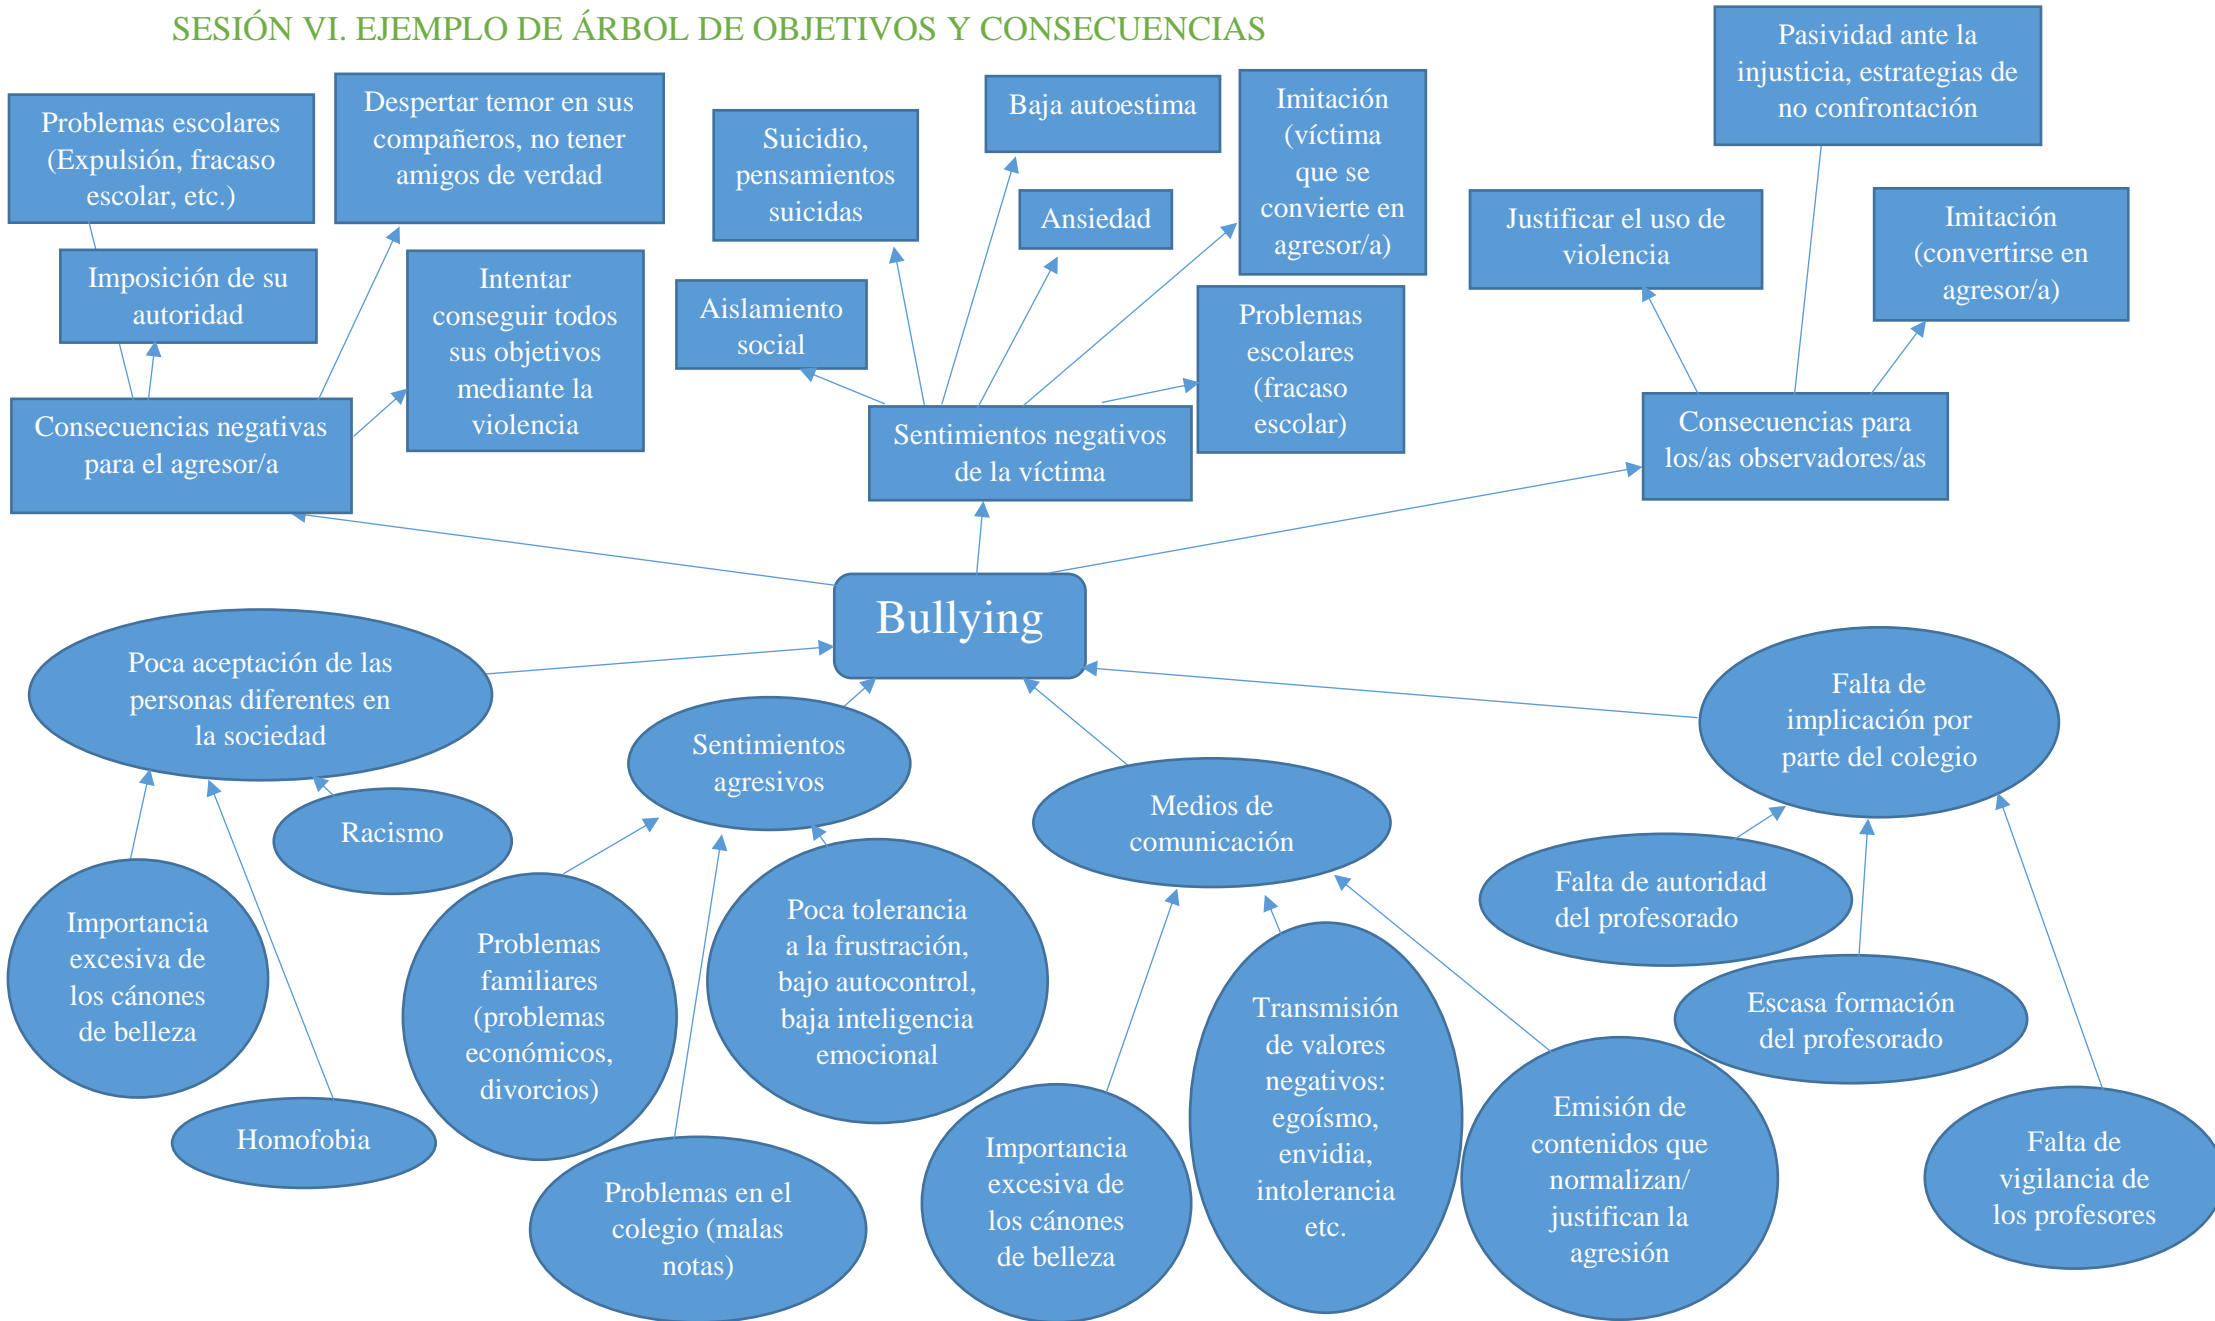 SESIÓN VI. EJEMPLO DE ÁRBOL DE OBJETIVOS Y CONSECUENCIAS
Problemas escolares
(Expulsión, fracaso
escolar, etc.)
Despertar temor en sus
compañeros, no tener
amigos de verdad
Imposición de su
autoridad
Intentar
conseguir todos
sus objetivos
mediante la
violencia
Consecuencias negativas
para el agresor/a
Suicidio,
pensamientos
suicidas
Baja autoestima
Ansiedad
Imitación
(víctima
que se
convierte en
agresor/a)
Aislamiento
social
Problemas
escolares
(fracaso
escolar)
Sentimientos negativos
de la víctima
Pasividad ante la
injusticia, estrategias de
no confrontación
Justificar el uso de
violencia
Imitación
(convertirse en
agresor/a)
Consecuencias para
los/as observadores/as
Bullying
Poca aceptación de las
personas diferentes en
la sociedad
Racismo
Importancia
excesiva de
los cánones
de belleza
Homofobia
Sentimientos
agresivos
Problemas
familiares
(problemas
económicos,
divorcios)
Poca tolerancia
a la frustración,
bajo autocontrol,
baja inteligencia
emocional
Problemas en el
colegio (malas
notas)
Medios de
comunicación
Importancia
excesiva de
los cánones
de belleza
Transmisión
de valores
negativos:
egoísmo,
envidia,
intolerancia
etc.
Emisión de
contenidos que
normalizan/
justifican la
agresión
Falta de
implicación por
parte del colegio
Falta de autoridad
del profesorado
Escasa formación
del profesorado
Falta de
vigilancia de
los profesores